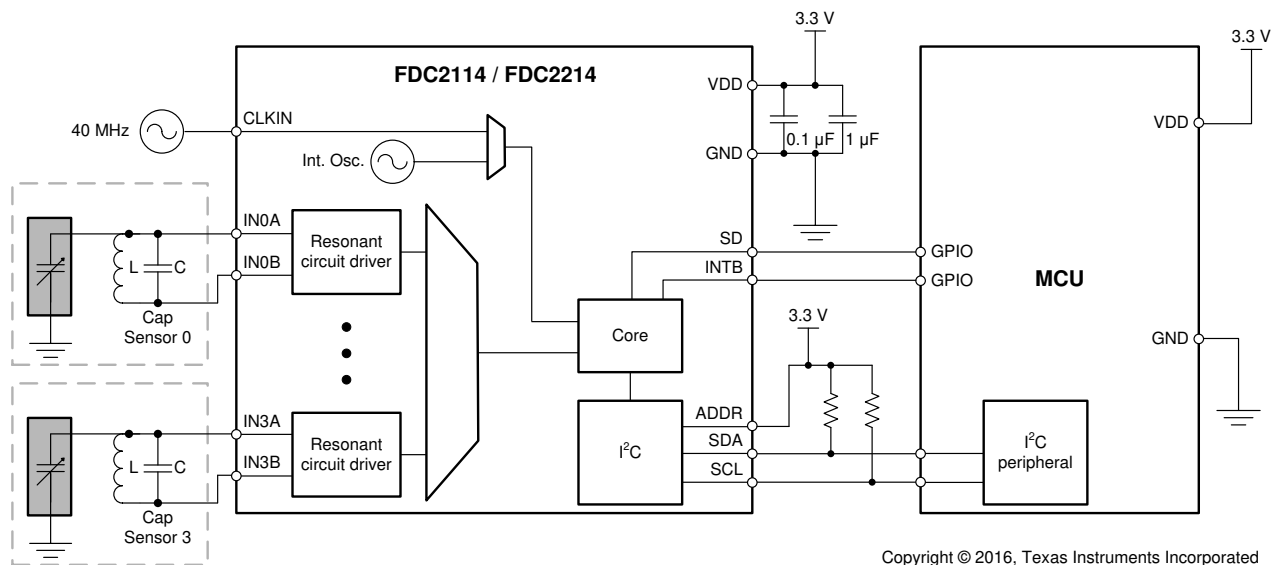 3.3 V
3.3 V
FDC2114 / FDC2214
VDD
40 MHz
CLKIN
Int. Osc.
0.1 µF
1 µF
GND
VDD
IN0A
IN0B
L
C
Resonant
circuit driver
Cap
Sensor 0
SD
INTB
GPIO
GPIO
MCU
Core
3.3 V
GND
IN3A
IN3B
L
C
Resonant
circuit driver
Cap
Sensor 3
I²C
ADDR
SDA
SCL
I²C
peripheral
Copyright © 2016, Texas Instruments Incorporated